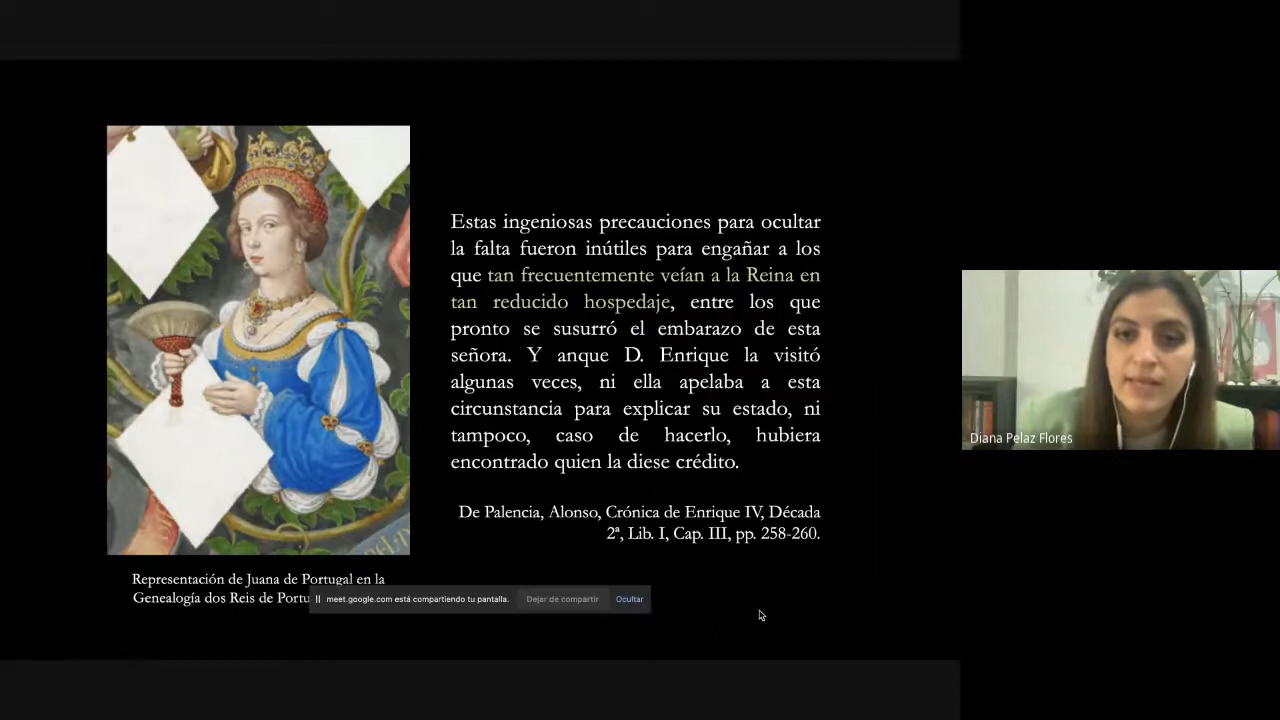 Estas ingeniosas precauciones para ocultar
la falta fueron inútiles para engañar a los
que tan frecuentemente veían a la Reina en
tan reducido hospedaje, entre los que
pronto se susurró el embarazo de esta
señora. Y anque D. Enrique la visitó
algunas veces, ni ella apelaba a esta
circunstancia para explicar su estado, ni
tampoco, caso de hacerlo, hubiera
encontrado quien la diese crédito.
De Palencia, Alonso, Crónica de Enrique IV, Década
2ª, Lib. I, Cap. III, pp. 258-260.
Representación de Juana de Portugal en la
Genealogía dos Reis de Portu
meet.google.com está compartiendo tu pantalla. Dejar de compartir Ocultar
Diana Pelaz Flores